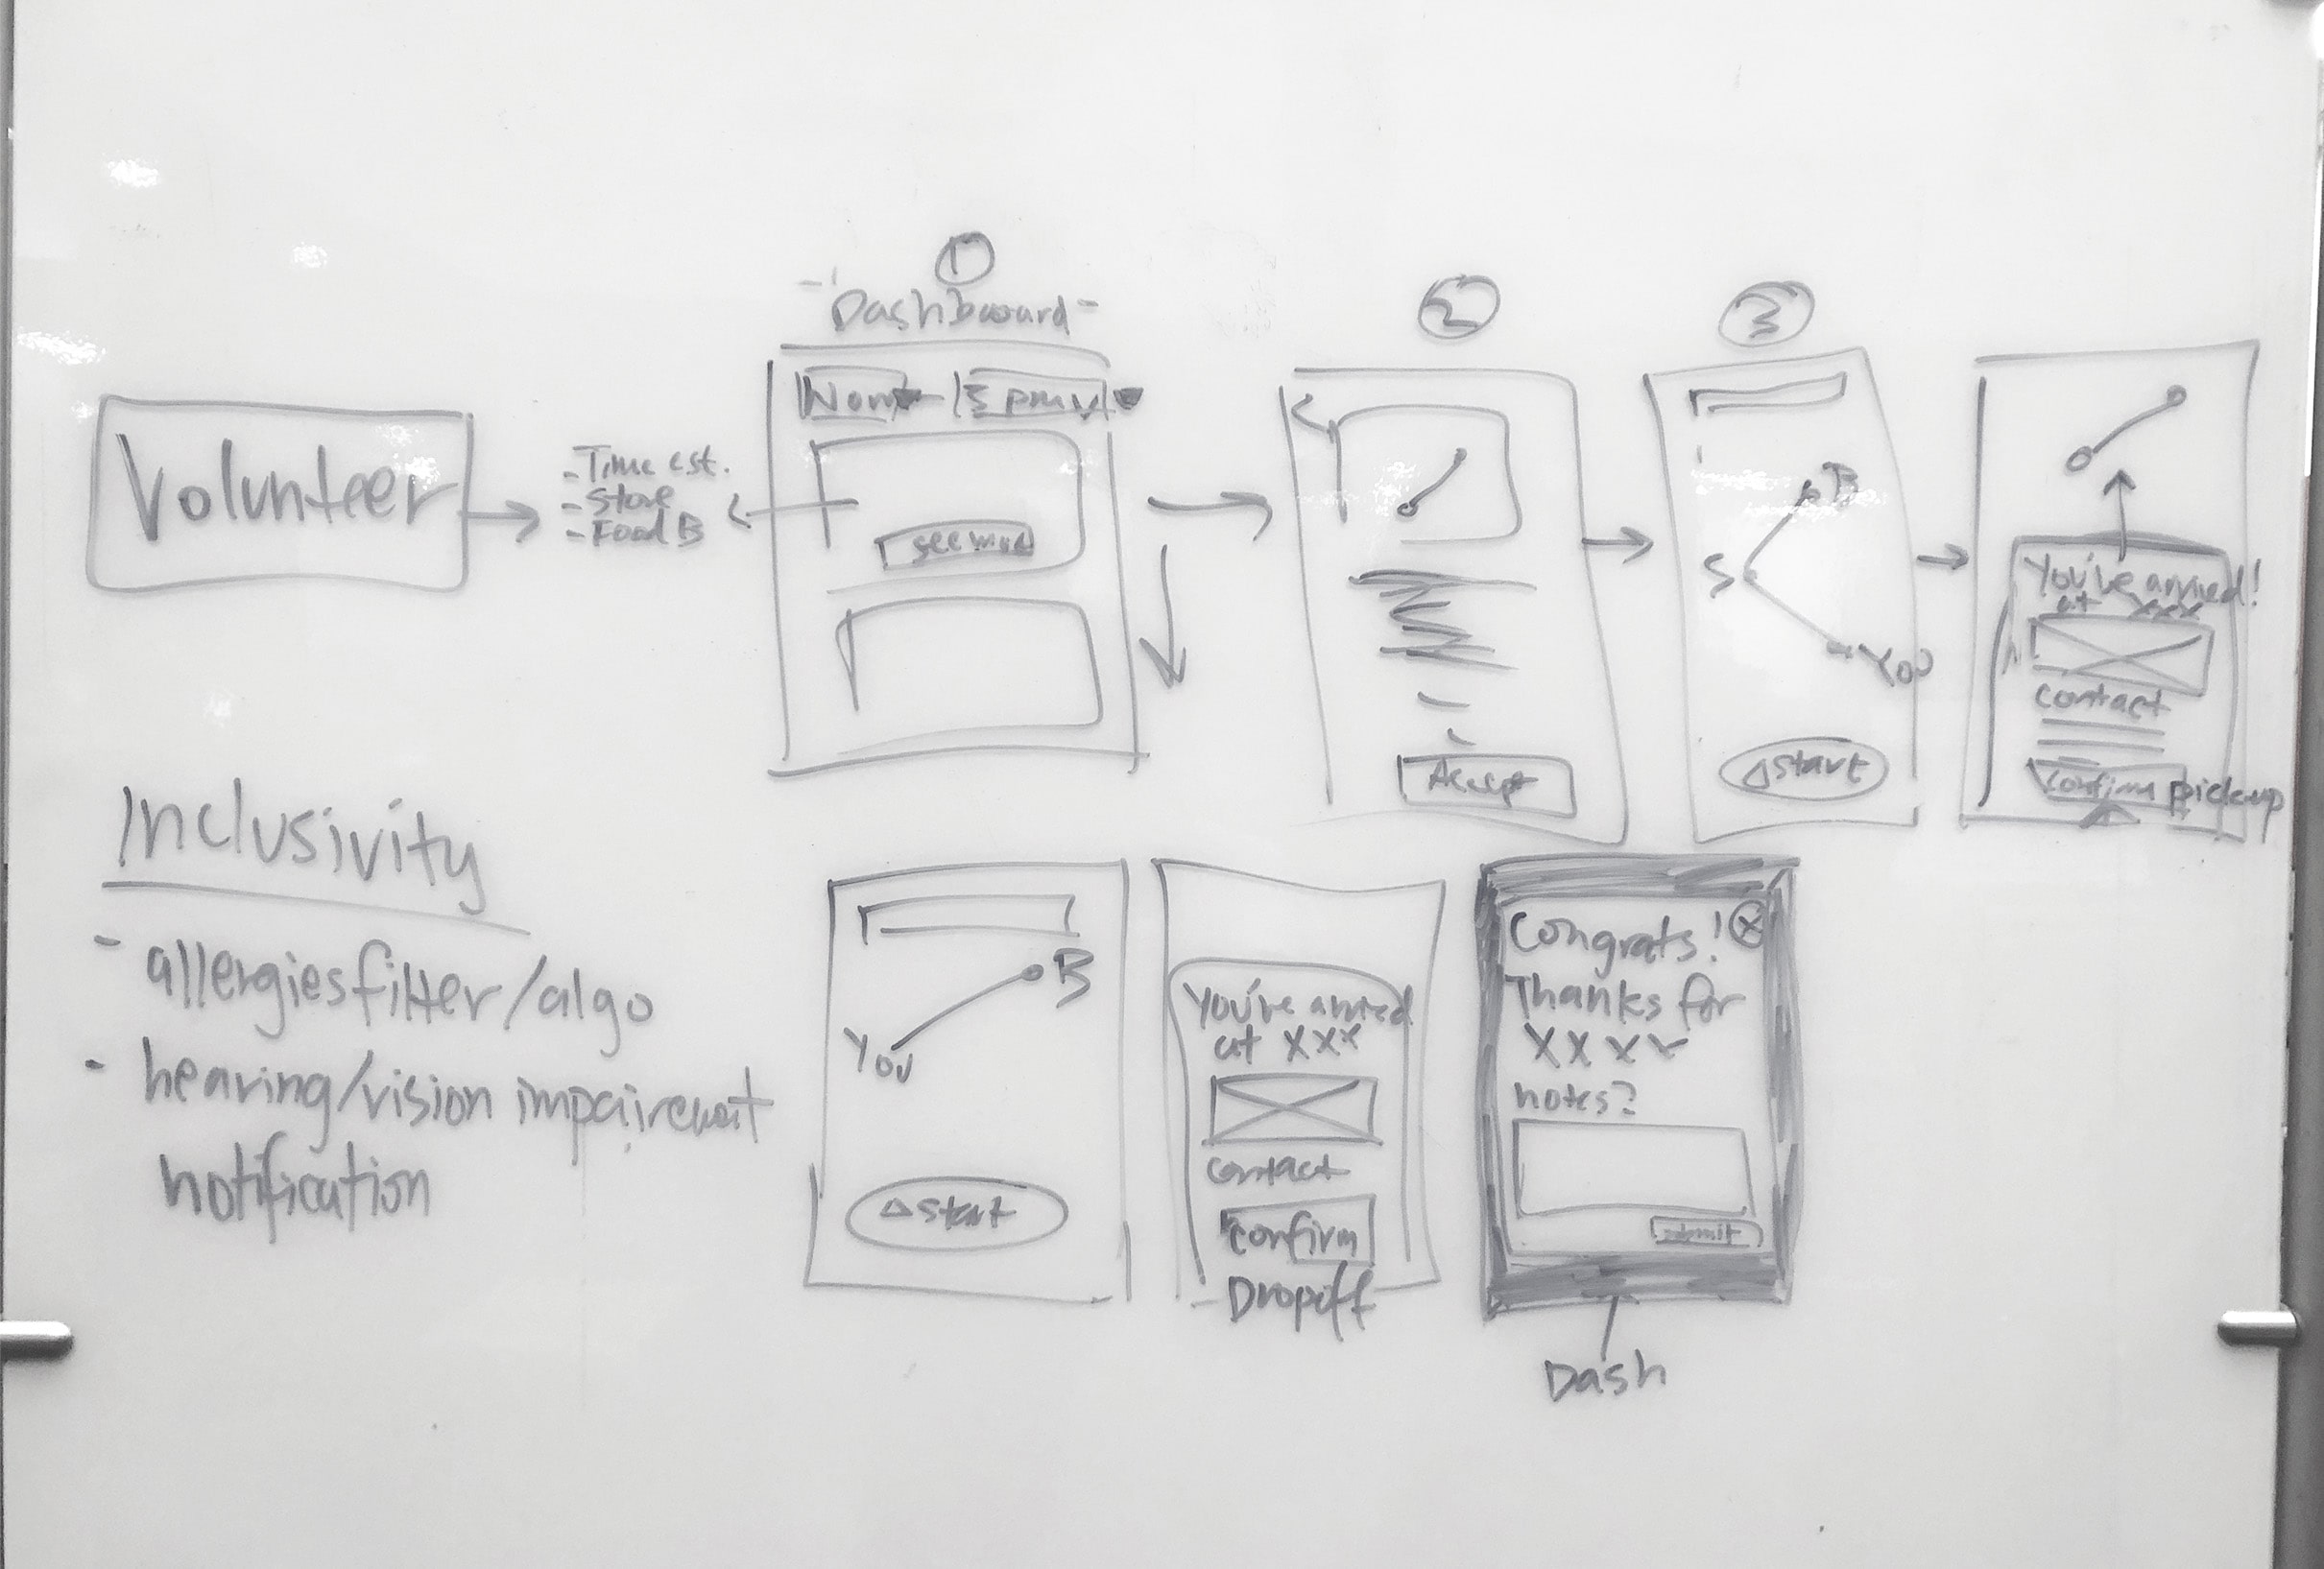 Volunteer
- Time est.
- Store
- Food B
1
- Dashboard -
Now
5pm
see more
2
Accept
3
B
S
You
△ start
You've arrived!
at xxx
contact
confirm pickup
Inclusivity
- allergies filter/algo
- hearing/vision impairement
notification
B
You
△ start
You've arrived
at xxx
contact
confirm
Dropoff
Congrats! X
Thanks for
XXXX
notes?
submit
Dash